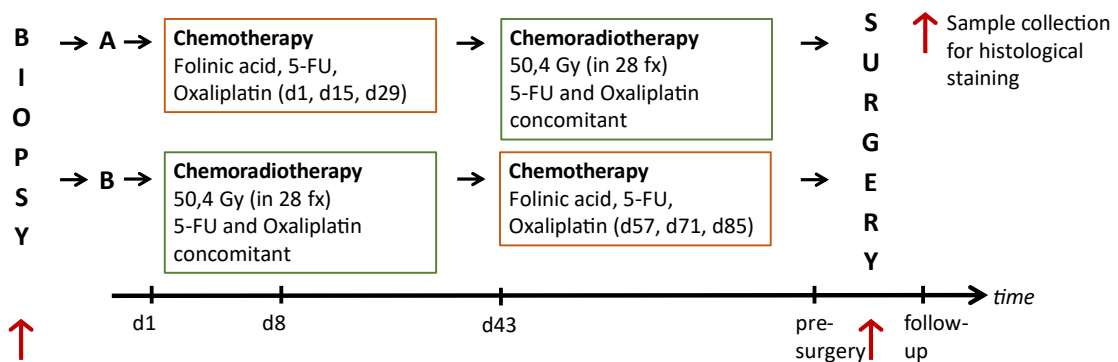 BIOPSY
A
Chemotherapy
Folinic acid, 5-FU,
Oxaliplatin (d1, d15, d29)
Chemoradiotherapy
50,4 Gy (in 28 fx)
5-FU and Oxaliplatin
concomitant
SURGERY
Sample collection
for histological
staining
B
Chemoradiotherapy
50,4 Gy (in 28 fx)
5-FU and Oxaliplatin
concomitant
Chemotherapy
Folinic acid, 5-FU,
Oxaliplatin (d57, d71, d85)
time
d1
d8
d43
pre-
surgery
follow-
up